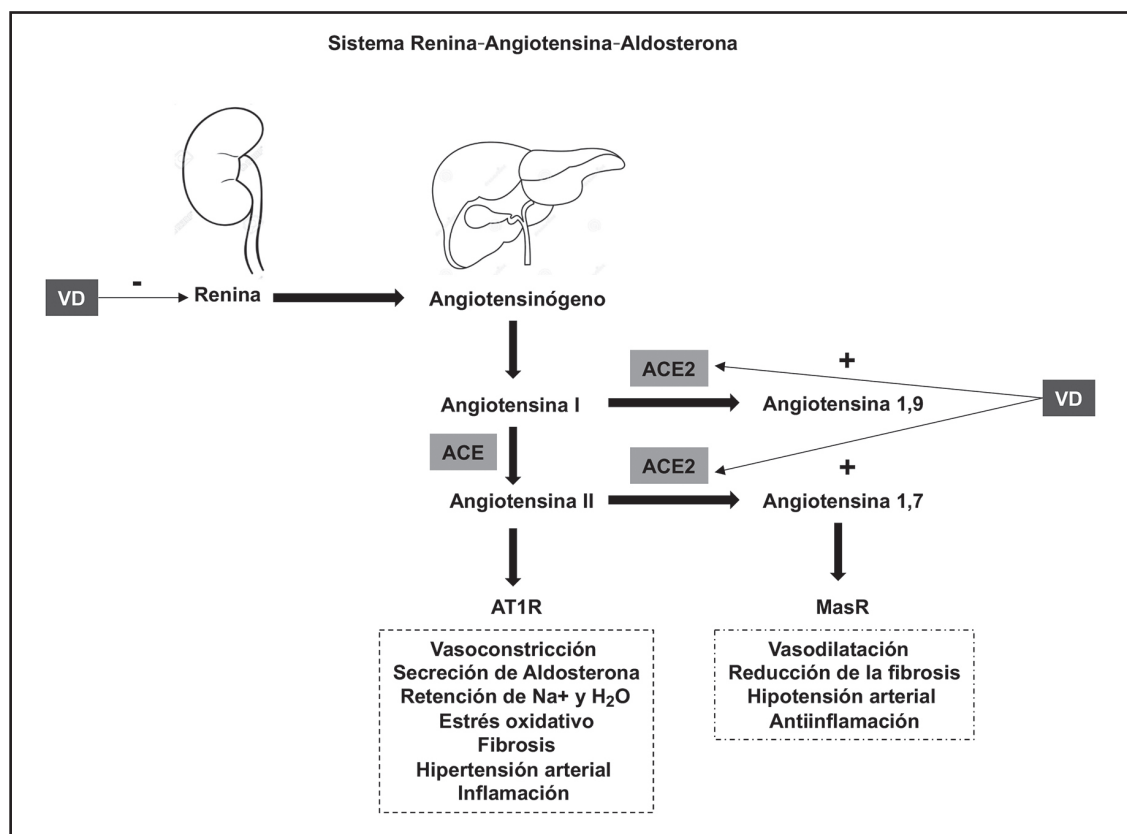 Sistema Renina-Angiotensina-Aldosterona
VD
-
Renina
Angiotensinógeno
ACE2
+
Angiotensina I
Angiotensina 1,9
VD
ACE
ACE2
+
Angiotensina II
Angiotensina 1,7
AT1R
MasR
Vasoconstricción
Secreción de Aldosterona
Retención de Na+ y H₂O
Estrés oxidativo
Fibrosis
Hipertensión arterial
Inflamación
Vasodilatación
Reducción de la fibrosis
Hipotensión arterial
Antiinflamación